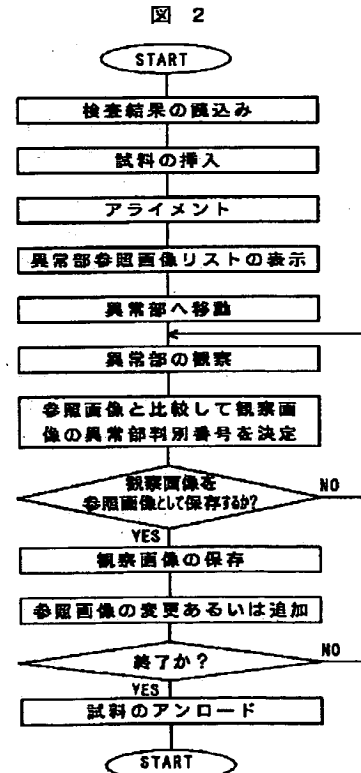 図 2
START
検査結果の読込み
試料の挿入
アライメント
異常部参照画像リストの表示
異常部へ移動
異常部の観察
参照画像と比較して観察画
像の異常部判別番号を決定
観察画像を
参照画像として保存するか?
NO
YES
観察画像の保存
参照画像の変更あるいは追加
終了か?
NO
YES
試料のアンロード
START